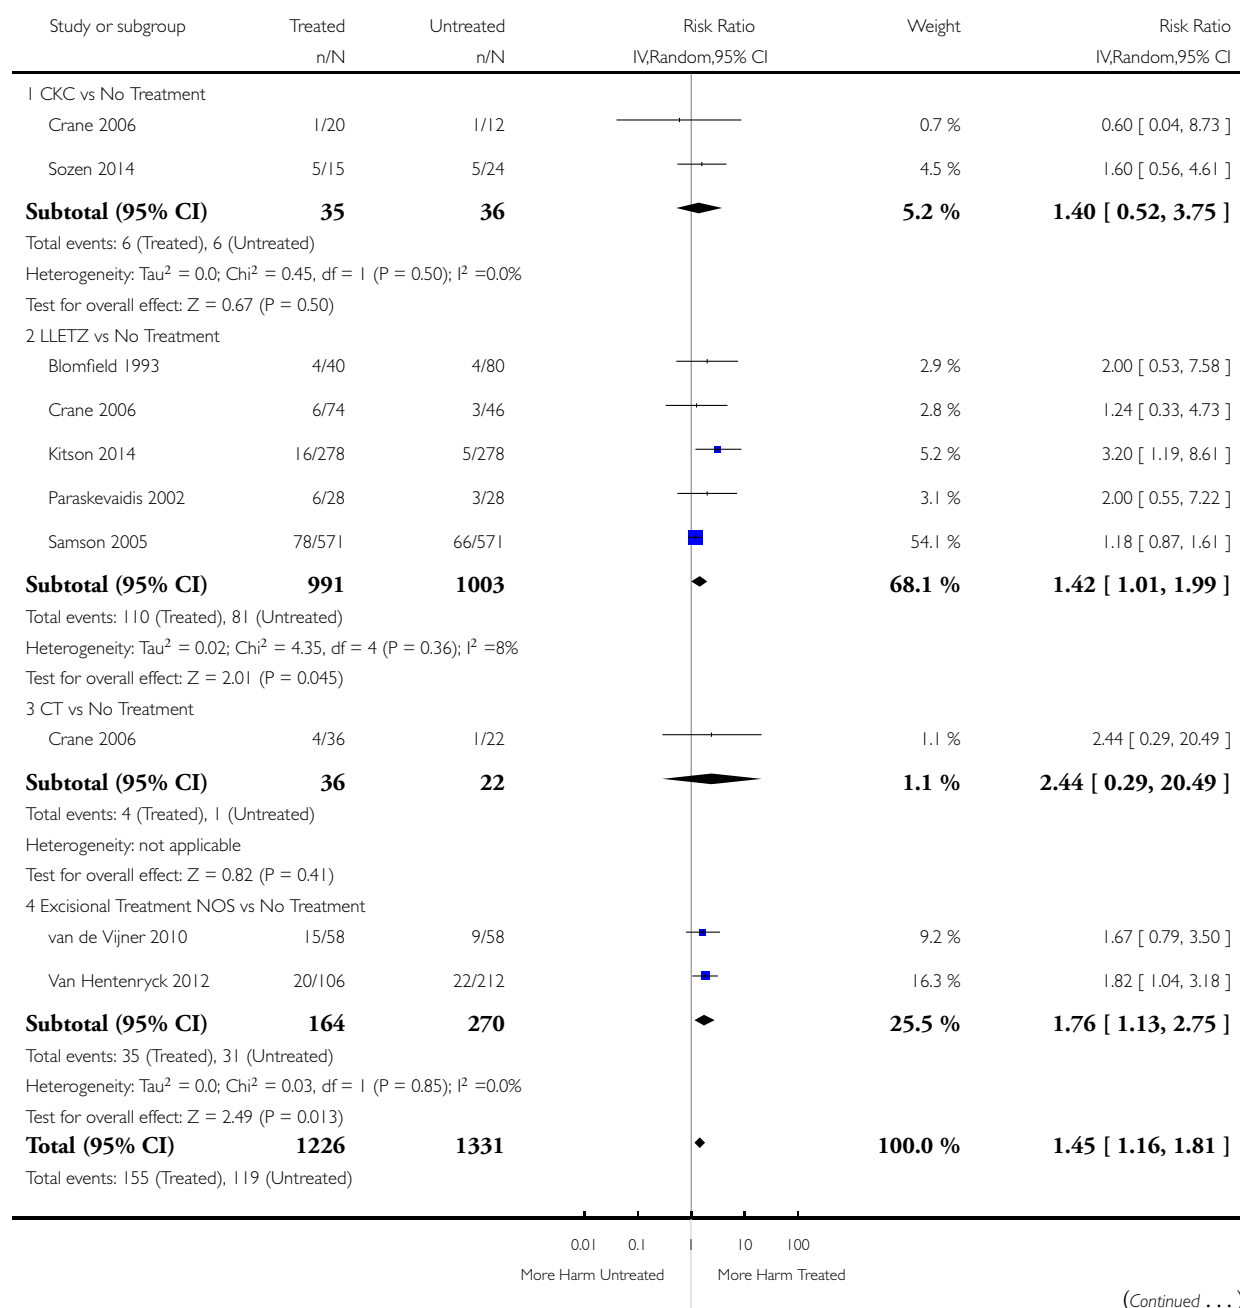 Study or subgroup Treated Untreated Risk Ratio Weight Risk Ratio
n/N n/N IV,Random,95% CI IV,Random,95% CI
1 CKC vs No Treatment
Crane 2006 1/20 1/12 0.7 % 0.60 [ 0.04, 8.73 ]
Sozen 2014 5/15 5/24 4.5 % 1.60 [ 0.56, 4.61 ]
Subtotal (95% CI) 35 36 5.2 % 1.40 [ 0.52, 3.75 ]
Total events: 6 (Treated), 6 (Untreated)
Heterogeneity: Tau² = 0.0; Chi² = 0.45, df = 1 (P = 0.50); I² =0.0%
Test for overall effect: Z = 0.67 (P = 0.50)
2 LLETZ vs No Treatment
Blomfield 1993 4/40 4/80 2.9 % 2.00 [ 0.53, 7.58 ]
Crane 2006 6/74 3/46 2.8 % 1.24 [ 0.33, 4.73 ]
Kitson 2014 16/278 5/278 5.2 % 3.20 [ 1.19, 8.61 ]
Paraskevaidis 2002 6/28 3/28 3.1 % 2.00 [ 0.55, 7.22 ]
Samson 2005 78/571 66/571 54.1 % 1.18 [ 0.87, 1.61 ]
Subtotal (95% CI) 991 1003 68.1 % 1.42 [ 1.01, 1.99 ]
Total events: 110 (Treated), 81 (Untreated)
Heterogeneity: Tau² = 0.02; Chi² = 4.35, df = 4 (P = 0.36); I² =8%
Test for overall effect: Z = 2.01 (P = 0.045)
3 CT vs No Treatment
Crane 2006 4/36 1/22 1.1 % 2.44 [ 0.29, 20.49 ]
Subtotal (95% CI) 36 22 1.1 % 2.44 [ 0.29, 20.49 ]
Total events: 4 (Treated), 1 (Untreated)
Heterogeneity: not applicable
Test for overall effect: Z = 0.82 (P = 0.41)
4 Excisional Treatment NOS vs No Treatment
van de Vijner 2010 15/58 9/58 9.2 % 1.67 [ 0.79, 3.50 ]
Van Hentenryck 2012 20/106 22/212 16.3 % 1.82 [ 1.04, 3.18 ]
Subtotal (95% CI) 164 270 25.5 % 1.76 [ 1.13, 2.75 ]
Total events: 35 (Treated), 31 (Untreated)
Heterogeneity: Tau² = 0.0; Chi² = 0.03, df = 1 (P = 0.85); I² =0.0%
Test for overall effect: Z = 2.49 (P = 0.013)
Total (95% CI) 1226 1331 100.0 % 1.45 [ 1.16, 1.81 ]
Total events: 155 (Treated), 119 (Untreated)
0.01 0.1 1 10 100
More Harm Untreated More Harm Treated
(Continued . . . )